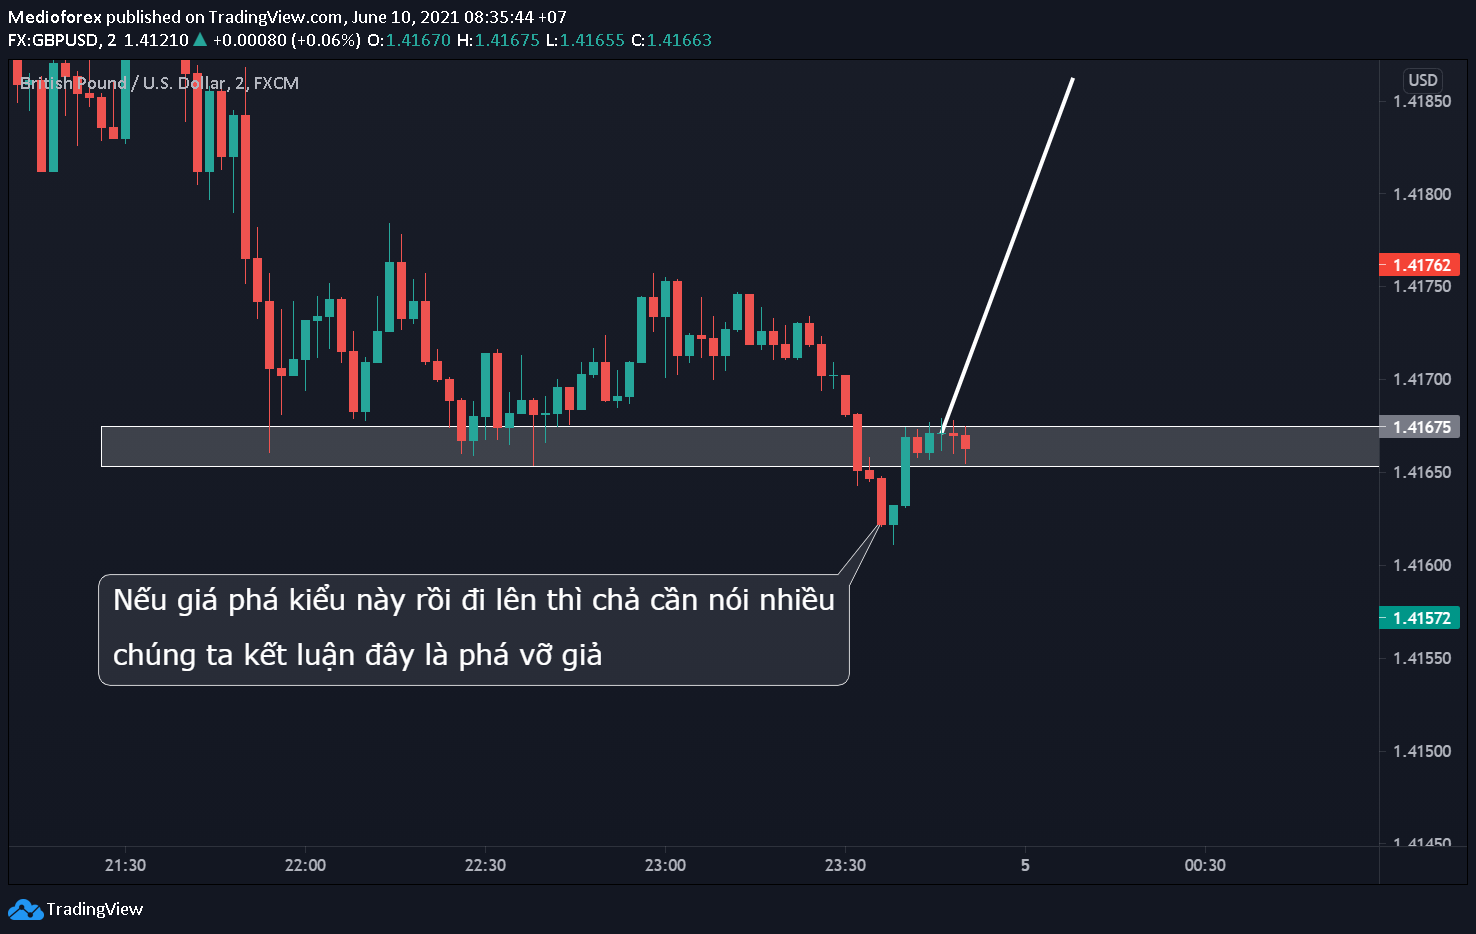 Medioforex published on TradingView.com, June 10, 2021 08:35:44 +07
FX:GBPUSD, 2 1.41210 ▲ +0.00080 (+0.06%) O:1.41670 H:1.41675 L:1.41655 C:1.41663
British Pound / U.S. Dollar, 2, FXCM
USD
1.41850
1.41800
1.41762
1.41750
1.41700
1.41675
1.41650
1.41600
1.41572
1.41550
1.41500
1.41450
Nếu giá phá kiểu này rồi đi lên thì chả cần nói nhiều
chúng ta kết luận đây là phá vỡ giả
21:30 22:00 22:30 23:00 23:30 5 00:30
TradingView